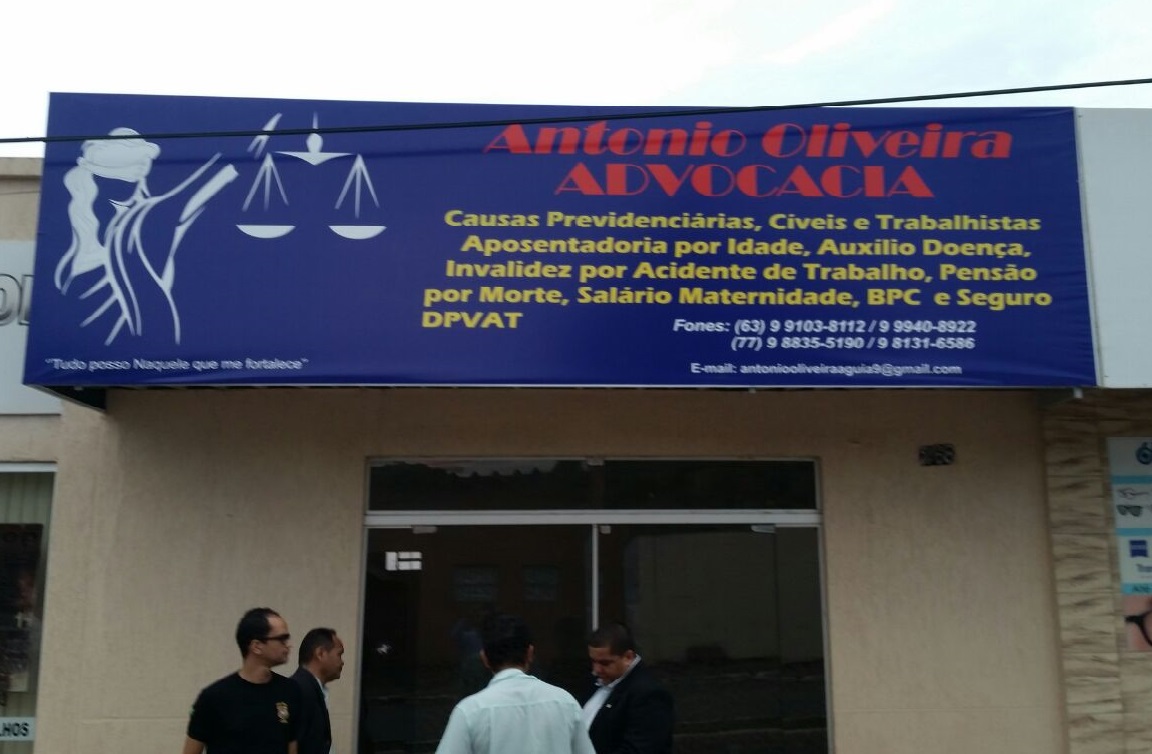 Antonio Oliveira
ADVOCACIA
Causas Previdenciárias, Civeis e Trabalhistas
Aposentadoria por Idade, Auxílio Doença,
Invalidez por Acidente de Trabalho, Pensão
por Morte, Salário Maternidade, BPC e Seguro
DPVAT
Fones: (63) 9 9103-8112 / 9 9940-8922
(77) 9 8835-5190 / 9 8131-6586
E-mail: antoniooliveiraaguia9@gmail.com
"Tudo posso Naquele que me fortalece"
LHOS